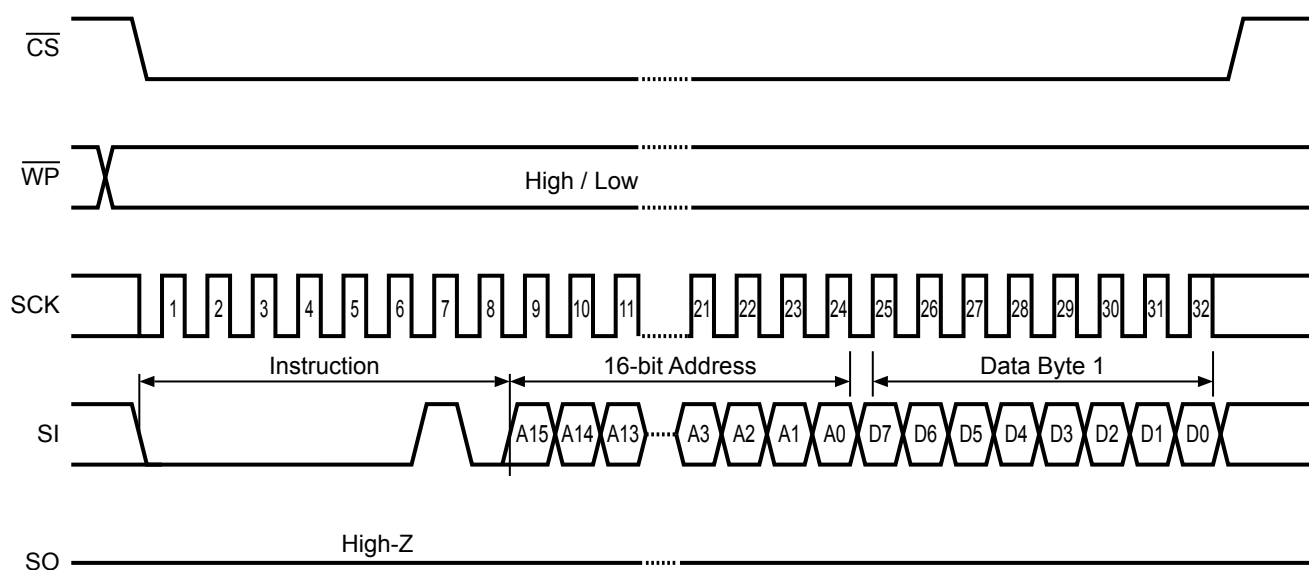 CS
WP
High / Low
SCK
1 2 3 4 5 6 7 8 9 10 11 21 22 23 24 25 26 27 28 29 30 31 32
Instruction 16-bit Address Data Byte 1
SI
A15 A14 A13 A3 A2 A1 A0 D7 D6 D5 D4 D3 D2 D1 D0
High-Z
SO